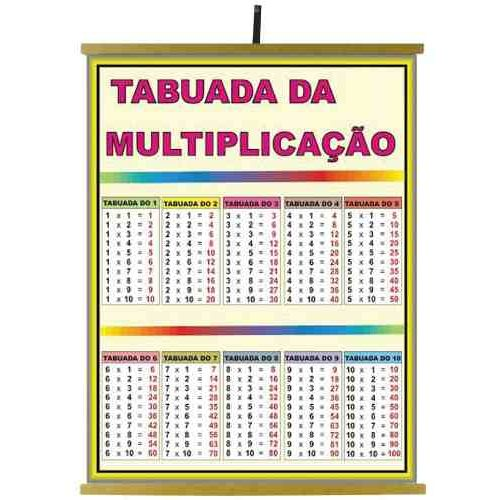 TABUADA DA
MULTIPLICAÇÃO
TABUADA DO 1
1 x 1 = 1
1 x 2 = 2
1 x 3 = 3
1 x 4 = 4
1 x 5 = 5
1 x 6 = 6
1 x 7 = 7
1 x 8 = 8
1 x 9 = 9
1 x 10 = 10
TABUADA DO 2
2 x 1 = 2
2 x 2 = 4
2 x 3 = 6
2 x 4 = 8
2 x 5 = 10
2 x 6 = 12
2 x 7 = 14
2 x 8 = 16
2 x 9 = 18
2 x 10 = 20
TABUADA DO 3
3 x 1 = 3
3 x 2 = 6
3 x 3 = 9
3 x 4 = 12
3 x 5 = 15
3 x 6 = 18
3 x 7 = 21
3 x 8 = 24
3 x 9 = 27
3 x 10 = 30
TABUADA DO 4
4 x 1 = 4
4 x 2 = 8
4 x 3 = 12
4 x 4 = 16
4 x 5 = 20
4 x 6 = 24
4 x 7 = 28
4 x 8 = 32
4 x 9 = 36
4 x 10 = 40
TABUADA DO 5
5 x 1 = 5
5 x 2 = 10
5 x 3 = 15
5 x 4 = 20
5 x 5 = 25
5 x 6 = 30
5 x 7 = 35
5 x 8 = 40
5 x 9 = 45
5 x 10 = 50
TABUADA DO 6
6 x 1 = 6
6 x 2 = 12
6 x 3 = 18
6 x 4 = 24
6 x 5 = 30
6 x 6 = 36
6 x 7 = 42
6 x 8 = 48
6 x 9 = 54
6 x 10 = 60
TABUADA DO 7
7 x 1 = 7
7 x 2 = 14
7 x 3 = 21
7 x 4 = 28
7 x 5 = 35
7 x 6 = 42
7 x 7 = 49
7 x 8 = 56
7 x 9 = 63
7 x 10 = 70
TABUADA DO 8
8 x 1 = 8
8 x 2 = 16
8 x 3 = 24
8 x 4 = 32
8 x 5 = 40
8 x 6 = 48
8 x 7 = 56
8 x 8 = 64
8 x 9 = 72
8 x 10 = 80
TABUADA DO 9
9 x 1 = 9
9 x 2 = 18
9 x 3 = 27
9 x 4 = 36
9 x 5 = 45
9 x 6 = 54
9 x 7 = 63
9 x 8 = 72
9 x 9 = 81
9 x 10 = 90
TABUADA DO 10
10 x 1 = 10
10 x 2 = 20
10 x 3 = 30
10 x 4 = 40
10 x 5 = 50
10 x 6 = 60
10 x 7 = 70
10 x 8 = 80
10 x 9 = 90
10 x 10 = 100